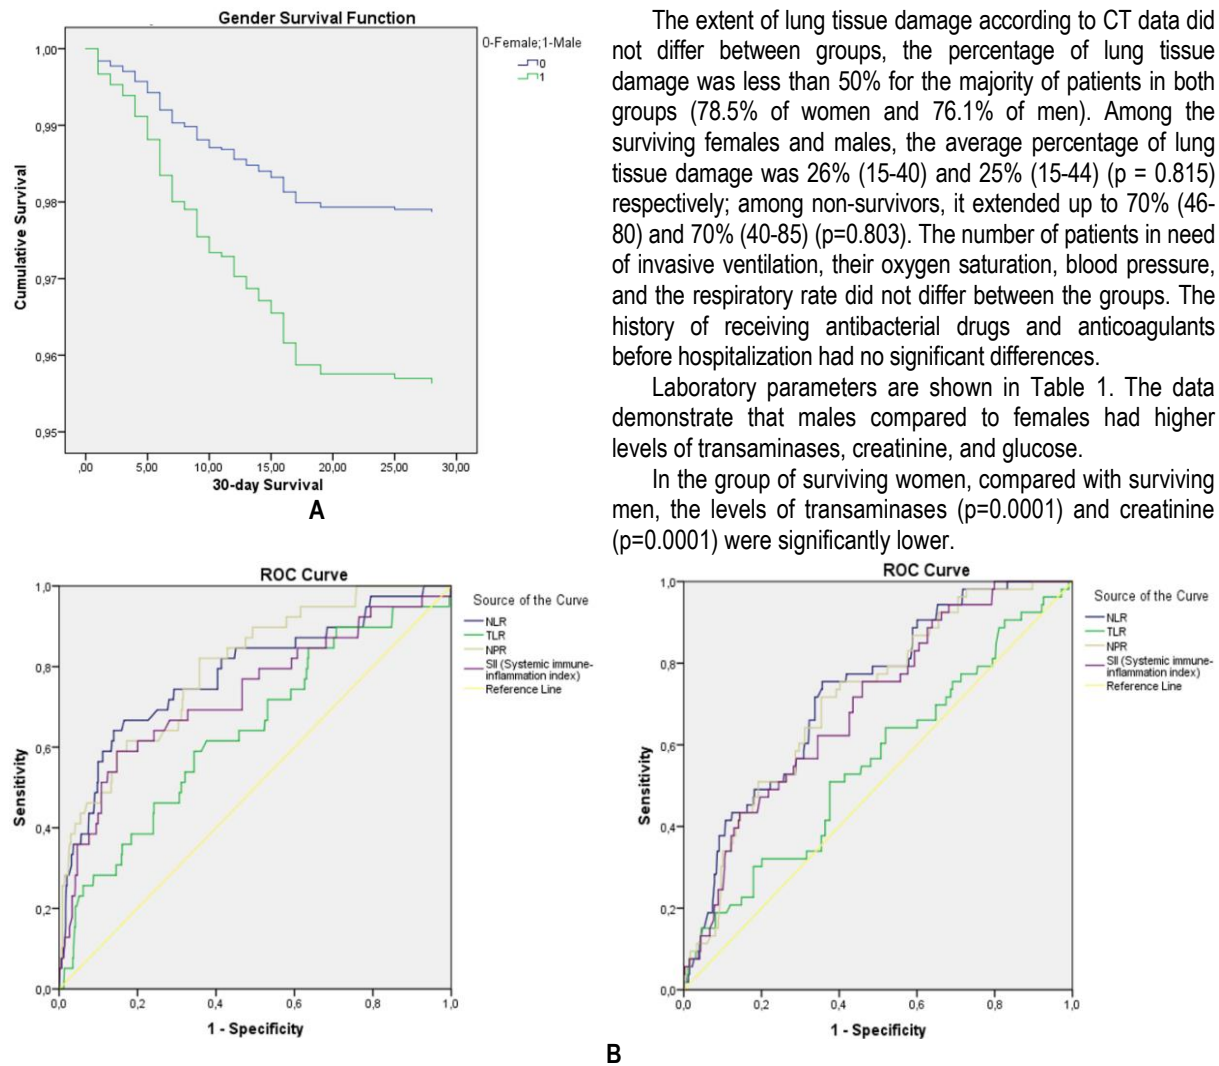 Gender Survival Function
0-Female;1-Male
0
1
1,00
0,99
0,98
0,97
0,96
0,95
Cumulative Survival
,00 5,00 10,00 15,00 20,00 25,00 30,00
30-day Survival
A
The extent of lung tissue damage according to CT data did
not differ between groups, the percentage of lung tissue
damage was less than 50% for the majority of patients in both
groups (78.5% of women and 76.1% of men). Among the
surviving females and males, the average percentage of lung
tissue damage was 26% (15-40) and 25% (15-44) (p = 0.815)
respectively; among non-survivors, it extended up to 70% (46-
80) and 70% (40-85) (p=0.803). The number of patients in need
of invasive ventilation, their oxygen saturation, blood pressure,
and the respiratory rate did not differ between the groups. The
history of receiving antibacterial drugs and anticoagulants
before hospitalization had no significant differences.
Laboratory parameters are shown in Table 1. The data
demonstrate that males compared to females had higher
levels of transaminases, creatinine, and glucose.
In the group of surviving women, compared with surviving
men, the levels of transaminases (p=0.0001) and creatinine
(p=0.0001) were significantly lower.
ROC Curve
Source of the Curve
NLR
TLR
NPR
SII (Systemic immune-
inflammation index)
Reference Line
1,0
0,8
0,6
0,4
0,2
0,0
Sensitivity
0,0 0,2 0,4 0,6 0,8 1,0
1 - Specificity
ROC Curve
Source of the Curve
NLR
TLR
NPR
SII (Systemic immune-
inflammation index)
Reference Line
1,0
0,8
0,6
0,4
0,2
0,0
Sensitivity
0,0 0,2 0,4 0,6 0,8 1,0
1 - Specificity
B